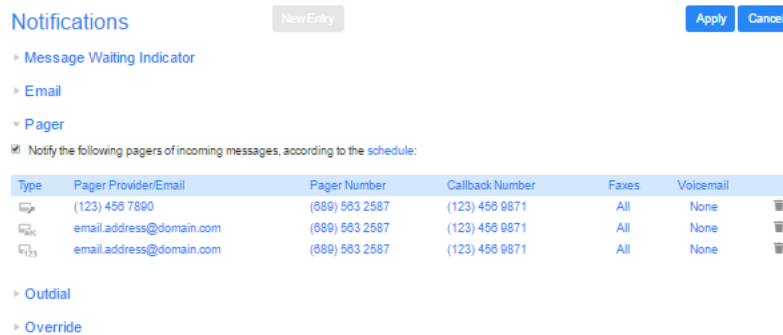 Notifications New Entry Apply Cancel
Message Waiting Indicator
Email
Pager
Notify the following pagers of incoming messages, according to the schedule:
Type Pager Provider/Email Pager Number Callback Number Faxes Voicemail
(123) 456 7890 (689) 563 2587 (123) 456 9871 All None
ABC email.address@domain.com (689) 563 2587 (123) 456 9871 All None
123 email.address@domain.com (689) 563 2587 (123) 456 9871 All None
Outdial
Override